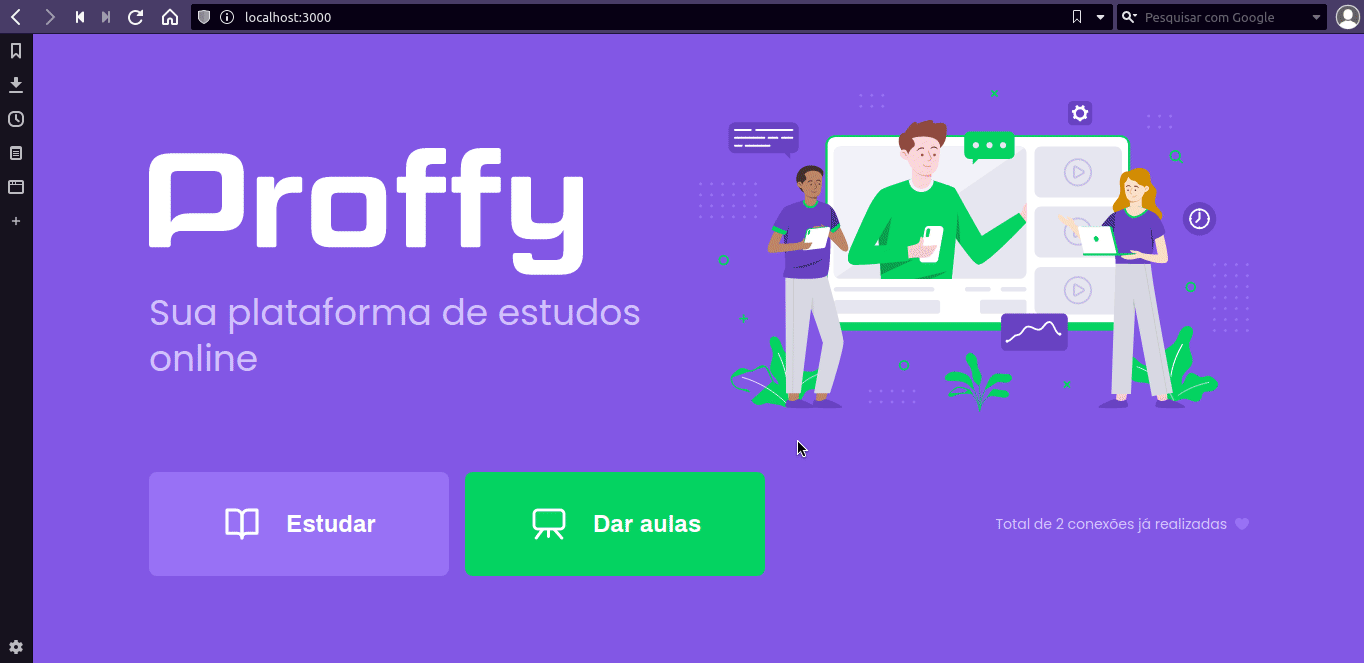 localhost:3000
Pesquisar com Google
Proffy
Sua plataforma de estudos
online
Estudar
Dar aulas
Total de 2 conexões já realizadas